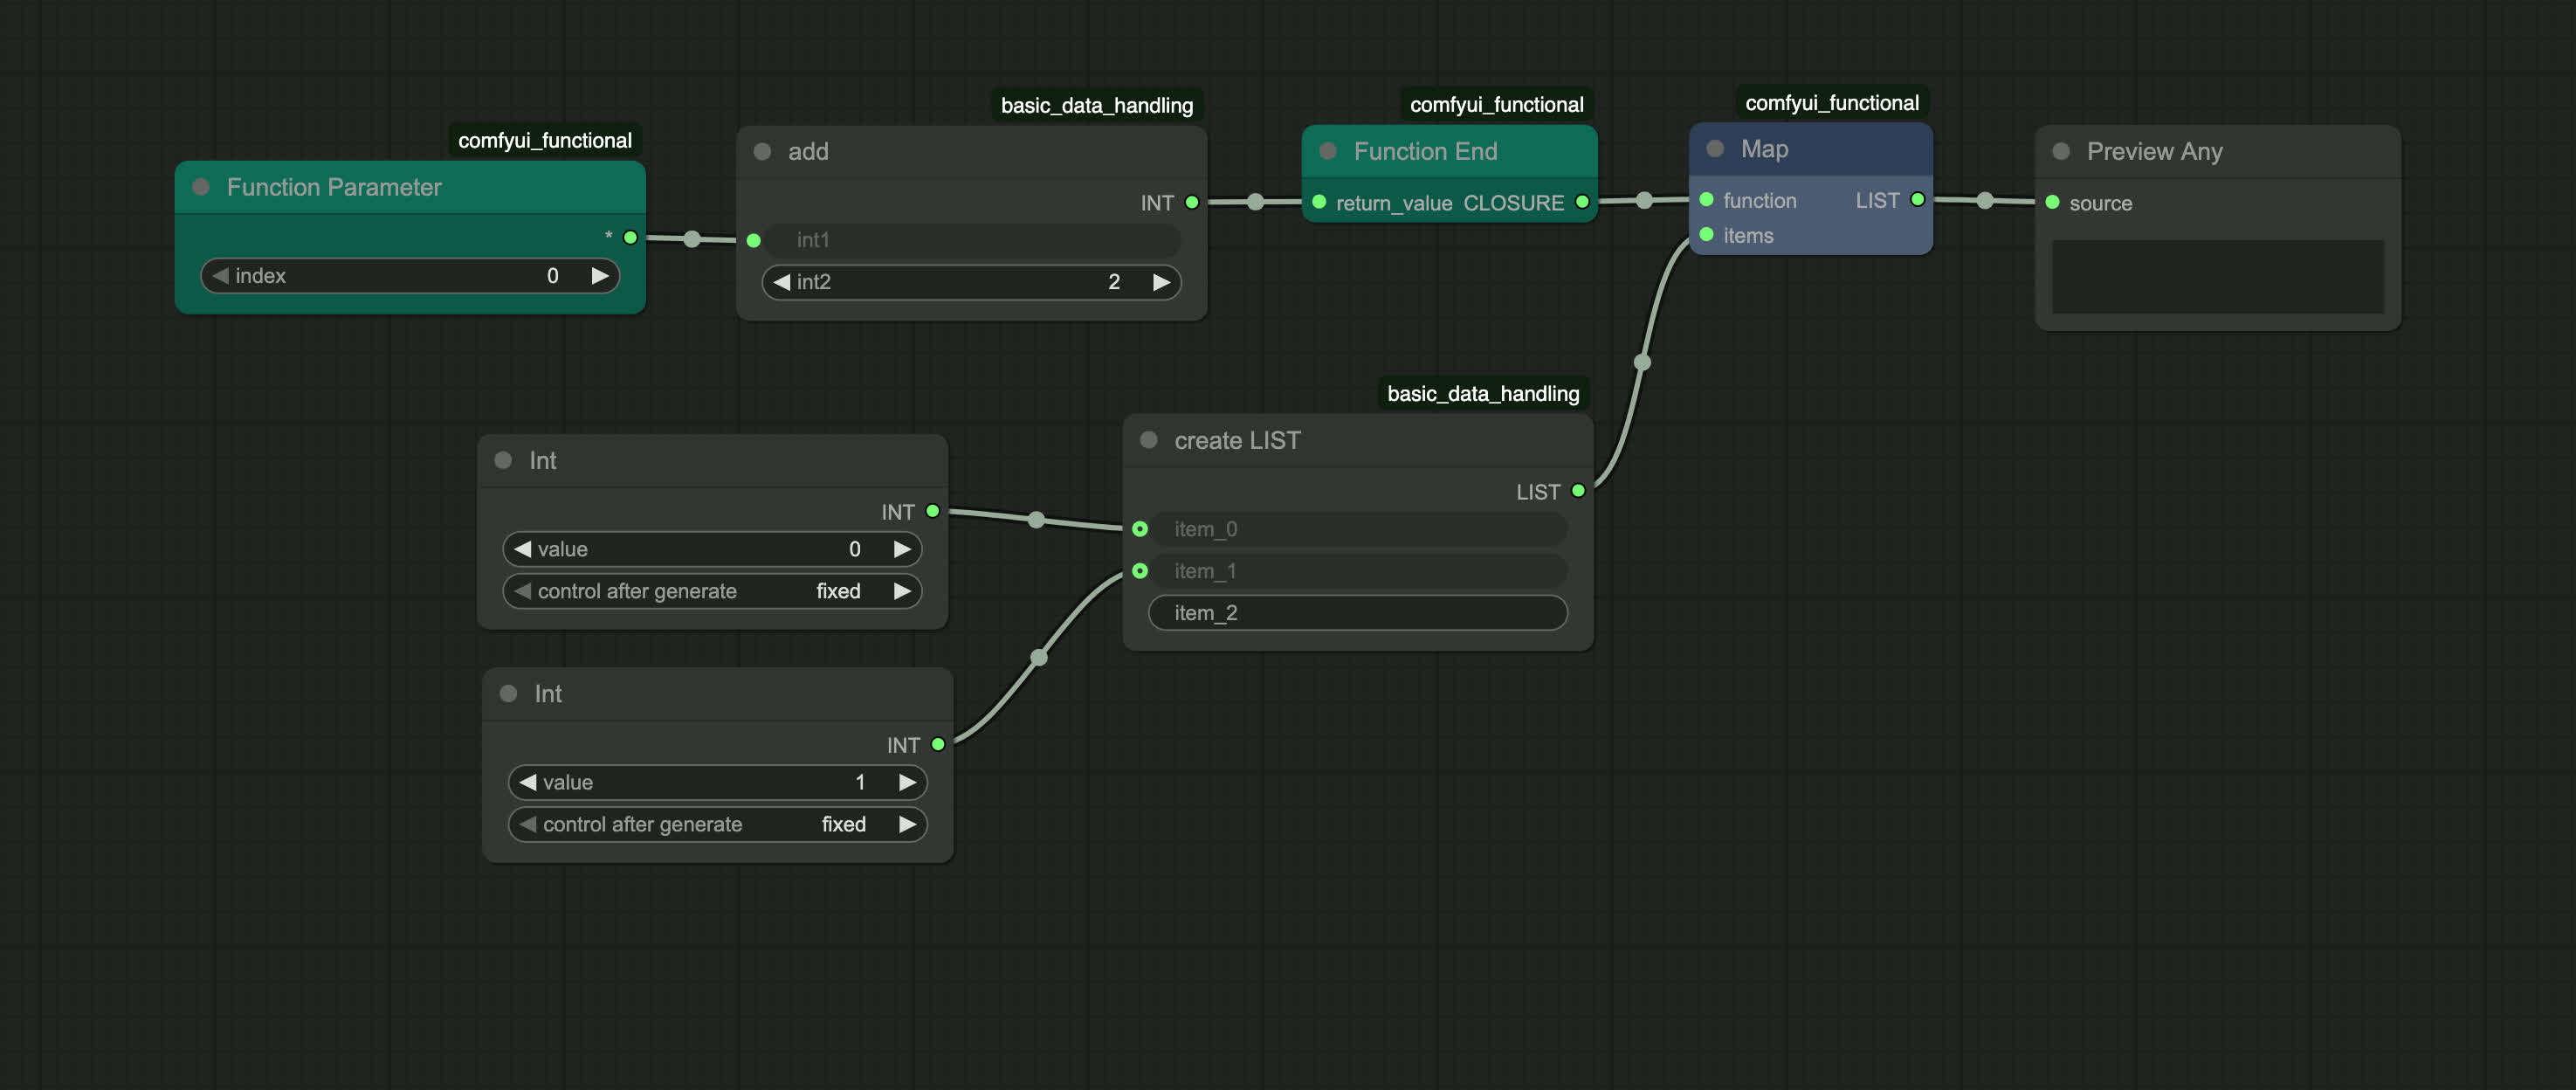 comfyui_functional
Function Parameter
*
index 0
basic_data_handling
add
INT
int1
int2 2
comfyui_functional
Function End
return_value CLOSURE
comfyui_functional
Map
function LIST
items
Preview Any
source
Int
INT
value 0
control after generate fixed
Int
INT
value 1
control after generate fixed
basic_data_handling
create LIST
LIST
item_0
item_1
item_2